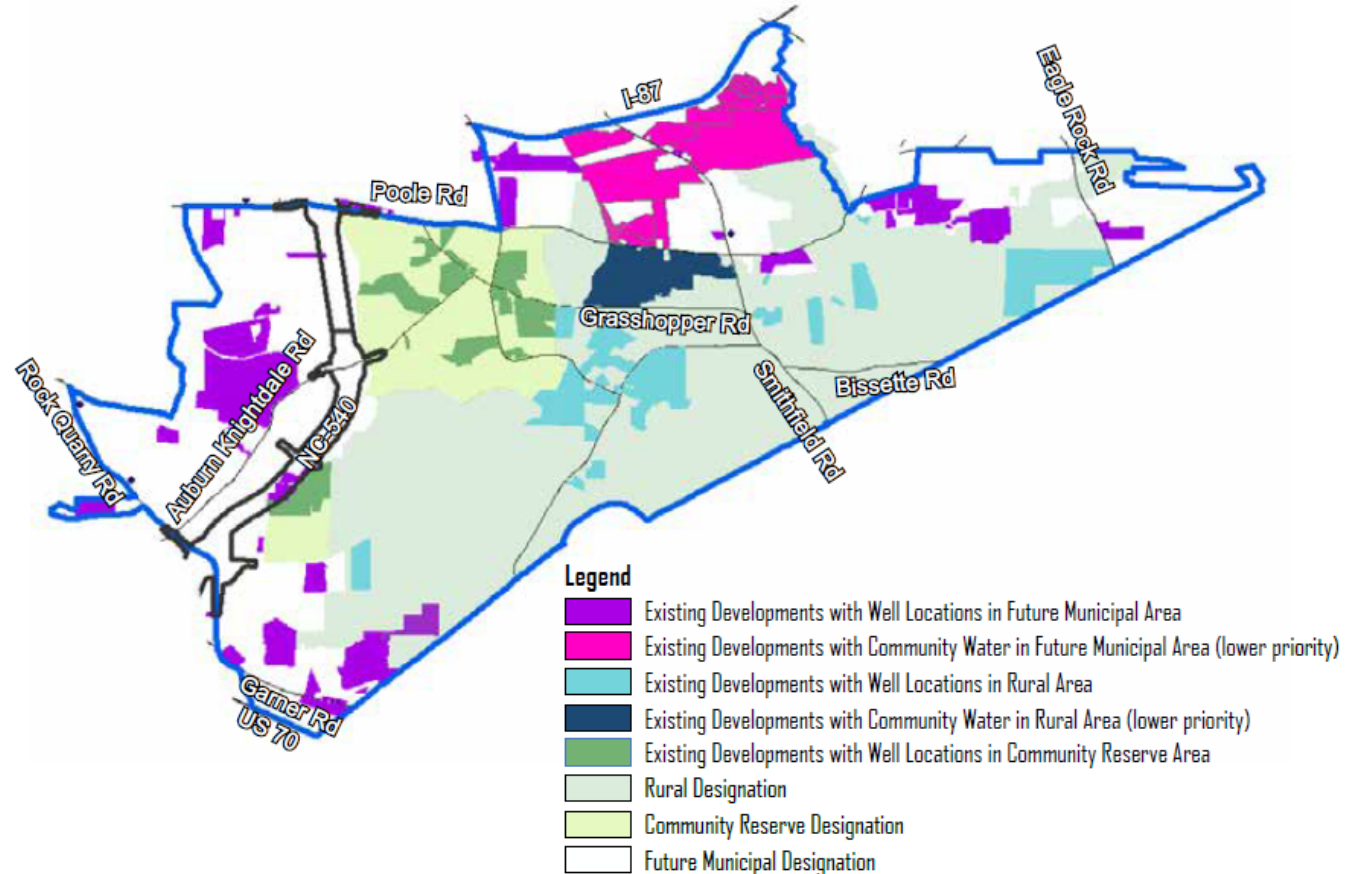 I-87
Eagle Rock Rd
Poole Rd
Grasshopper Rd
Auburn Knightdale Rd
Rock Quarry Rd
NC-540
Smithfield Rd
Bissette Rd
Garner Rd
US 70
Legend
Existing Developments with Well Locations in Future Municipal Area
Existing Developments with Community Water in Future Municipal Area (lower priority)
Existing Developments with Well Locations in Rural Area
Existing Developments with Community Water in Rural Area (lower priority)
Existing Developments with Well Locations in Community Reserve Area
Rural Designation
Community Reserve Designation
Future Municipal Designation